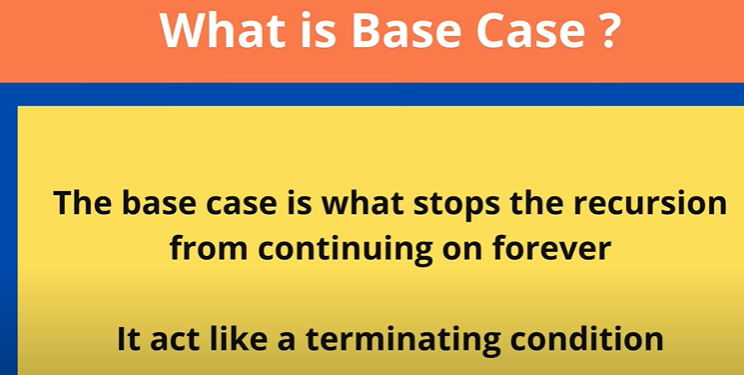 What is Base Case ?
The base case is what stops the recursion
from continuing on forever
It act like a terminating condition